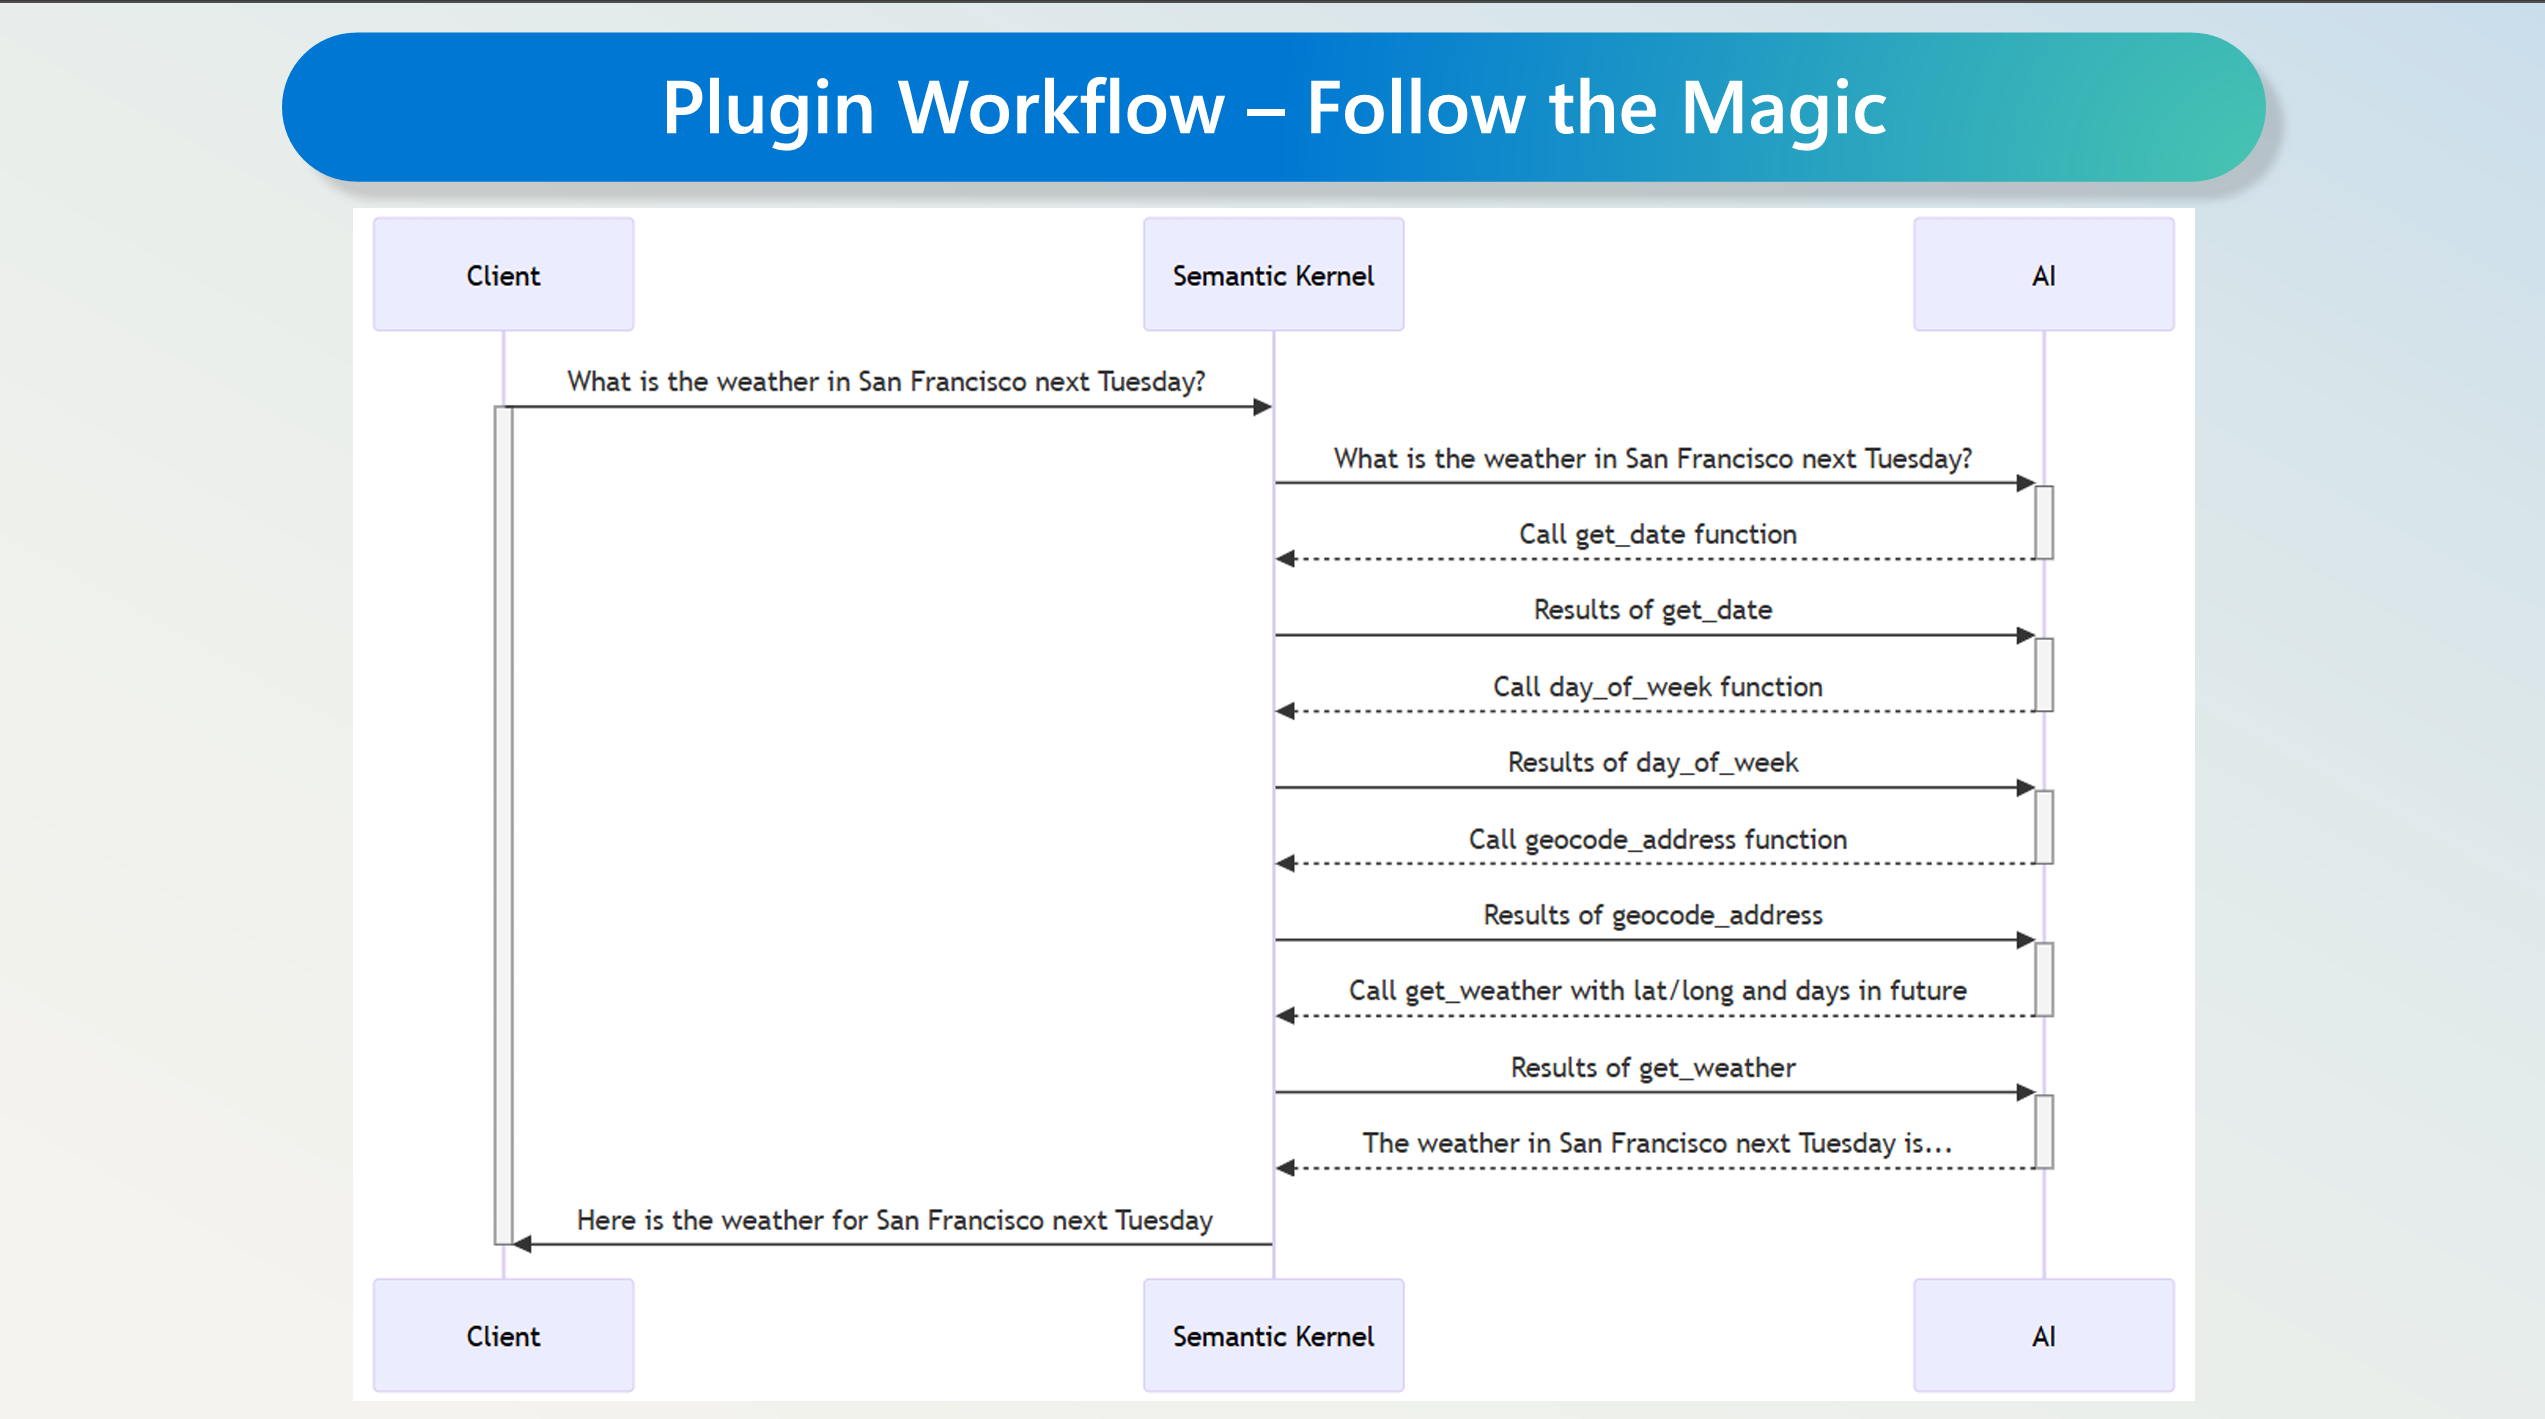 Plugin Workflow – Follow the Magic
Client
Semantic Kernel
AI
What is the weather in San Francisco next Tuesday?
What is the weather in San Francisco next Tuesday?
Call get_date function
Results of get_date
Call day_of_week function
Results of day_of_week
Call geocode_address function
Results of geocode_address
Call get_weather with lat/long and days in future
Results of get_weather
The weather in San Francisco next Tuesday is...
Here is the weather for San Francisco next Tuesday
Client
Semantic Kernel
AI